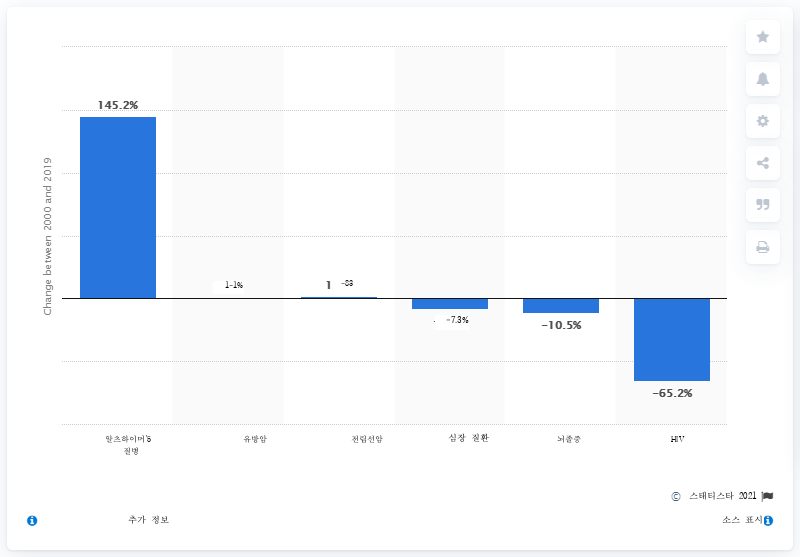 145.2%
Change between 2000 and 2019
1-1%
1 -83
-7.3%
−10.5%
−65.2%
알츠하이머'S
질병
유방암
전립선암
심장 질환
뇌졸중
HIV
© 스태티스타 2021
추가 정보
소스 표시